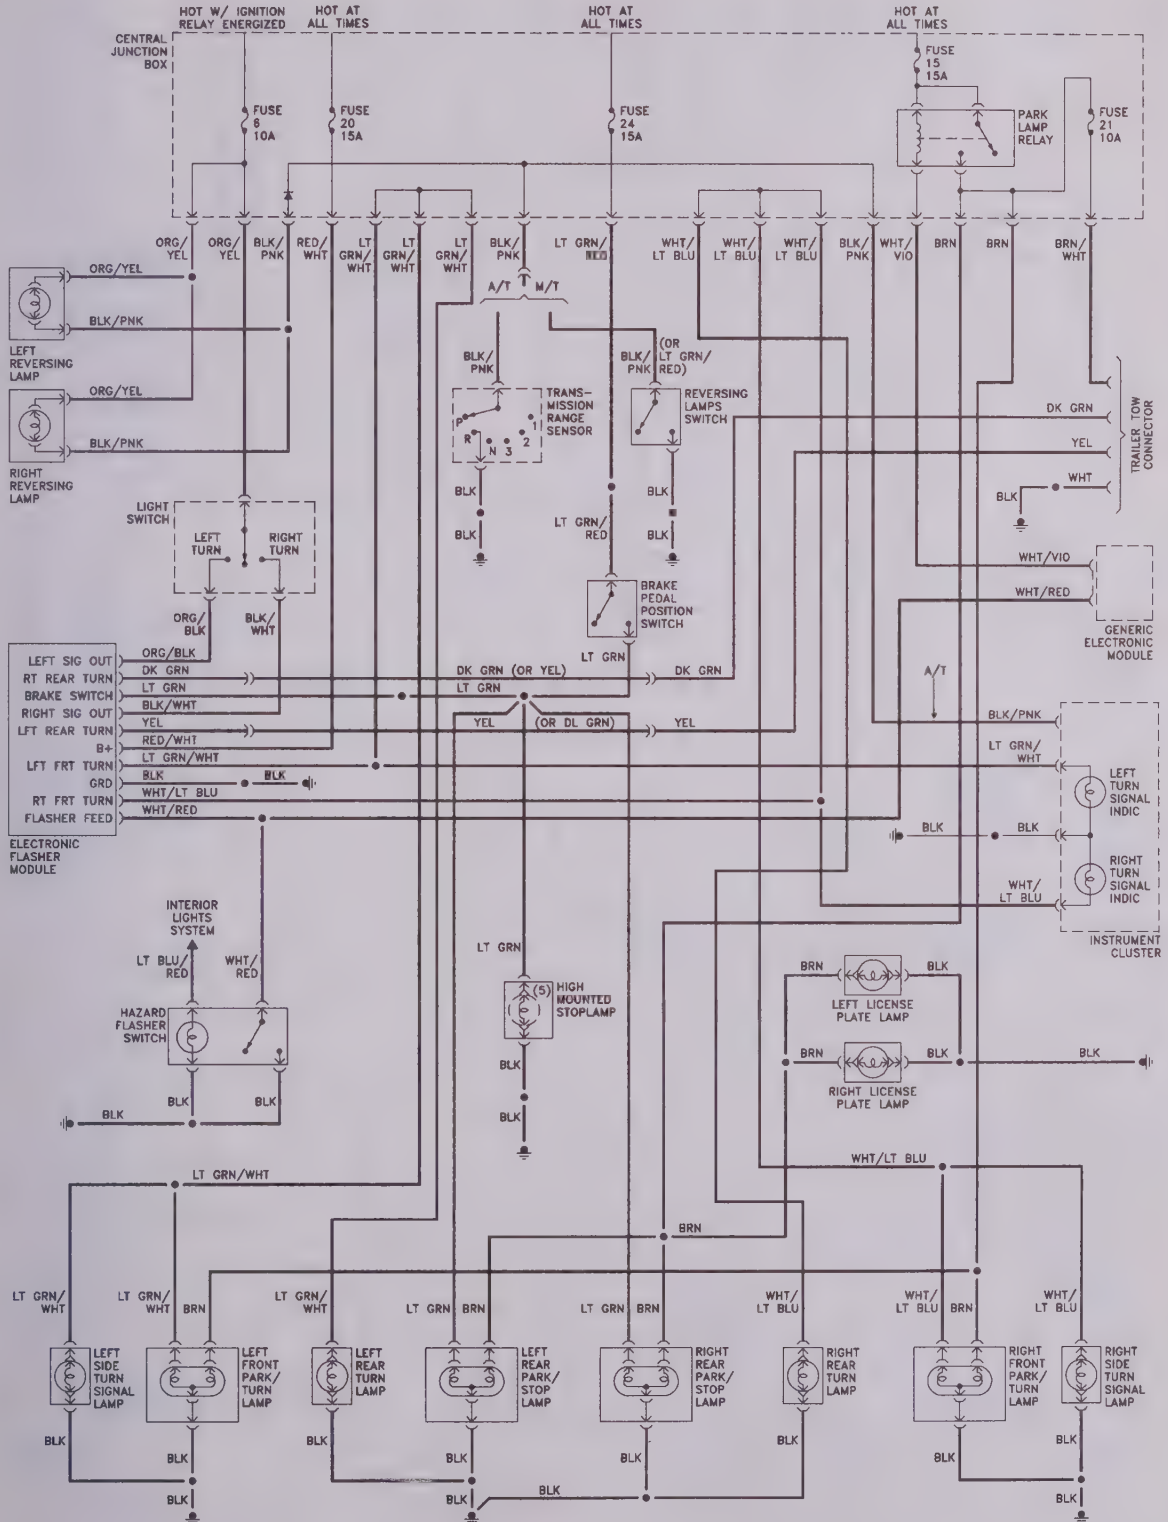 HOT W/ IGNITION
RELAY ENERGIZED
HOT AT
ALL TIMES
HOT AT
ALL TIMES
HOT AT
ALL TIMES
CENTRAL
JUNCTION
BOX
FUSE
6
10A
FUSE
20
15A
FUSE
24
15A
FUSE
15
15A
PARK
LAMP
RELAY
FUSE
21
10A
ORG/
YEL
ORG/
YEL
BLK/
PNK
RED/
WHT
LT
GRN/
WHT
LT
GRN/
WHT
LT
GRN/
WHT
BLK/
PNK
LT GRN/
RED
WHT/
LT BLU
WHT/
LT BLU
WHT/
LT BLU
BLK/
PNK
WHT/
VIO
BRN
BRN
BRN/
WHT
ORG/YEL
BLK/PNK
LEFT
REVERSING
LAMP
ORG/YEL
BLK/PNK
RIGHT
REVERSING
LAMP
A/T
M/T
BLK/
PNK
BLK/
PNK
(OR
LT GRN/
RED)
TRANS-
MISSION
RANGE
SENSOR
P
R
N
3
2
1
REVERSING
LAMPS
SWITCH
BLK
BLK
BLK
BLK
LT GRN/
RED
DK GRN
YEL
WHT
BLK
TRAILER TOW
CONNECTOR
LIGHT
SWITCH
LEFT
TURN
RIGHT
TURN
ORG/
BLK
BLK/
WHT
BRAKE
PEDAL
POSITION
SWITCH
LT GRN
WHT/VIO
WHT/RED
GENERIC
ELECTRONIC
MODULE
LEFT SIG OUT
ORG/BLK
RT REAR TURN
DK GRN
DK GRN (OR YEL)
DK GRN
BRAKE SWITCH
LT GRN
LT GRN
RIGHT SIG OUT
BLK/WHT
LFT REAR TURN
YEL
YEL
(OR DL GRN)
YEL
B+
RED/WHT
LFT FRT TURN
LT GRN/WHT
GRD
BLK
BLK
RT FRT TURN
WHT/LT BLU
FLASHER FEED
WHT/RED
ELECTRONIC
FLASHER
MODULE
A/T
BLK/PNK
LT GRN/
WHT
LEFT
TURN
SIGNAL
INDIC
BLK
BLK
RIGHT
TURN
SIGNAL
INDIC
WHT/
LT BLU
INSTRUMENT
CLUSTER
INTERIOR
LIGHTS
SYSTEM
LT BLU/
RED
WHT/
RED
HAZARD
FLASHER
SWITCH
BLK
BLK
BLK
LT GRN
(5)
HIGH
MOUNTED
STOPLAMP
BLK
BLK
BRN
BLK
LEFT LICENSE
PLATE LAMP
BRN
BLK
BLK
RIGHT LICENSE
PLATE LAMP
LT GRN/WHT
WHT/LT BLU
BRN
LT GRN/
WHT
LT GRN/
WHT
BRN
LT GRN/
WHT
LT GRN
BRN
LT GRN
BRN
WHT/
LT BLU
WHT/
LT BLU
BRN
WHT/
LT BLU
LEFT
SIDE
TURN
SIGNAL
LAMP
LEFT
FRONT
PARK/
TURN
LAMP
LEFT
REAR
TURN
LAMP
LEFT
REAR
PARK/
STOP
LAMP
RIGHT
REAR
PARK/
STOP
LAMP
RIGHT
REAR
TURN
LAMP
RIGHT
FRONT
PARK/
TURN
LAMP
RIGHT
SIDE
TURN
SIGNAL
LAMP
BLK
BLK
BLK
BLK
BLK
BLK
BLK
BLK
BLK
BLK
BLK
BLK